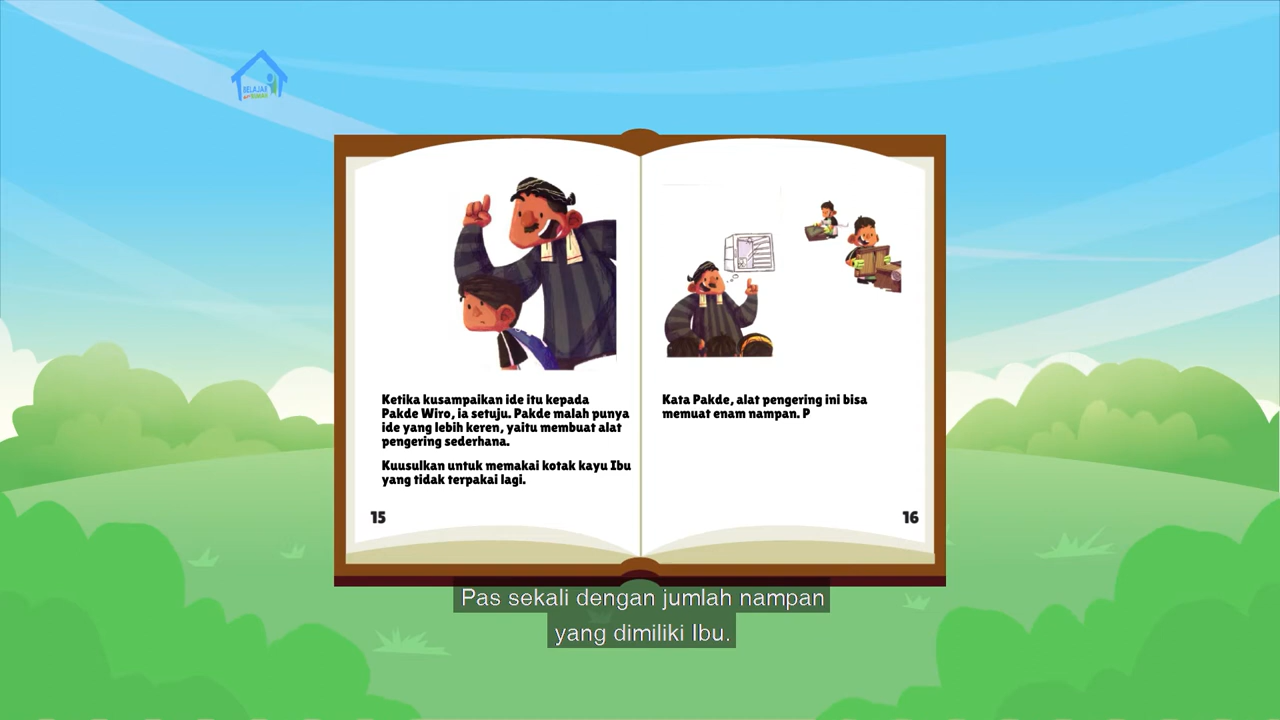 BELAJAR
Ketika kusampaikan ide itu kepada
Pakde Wiro, ia setuju. Pakde malah punya
ide yang lebih keren, yaitu membuat alat
pengering sederhana.
Kuusulkan untuk memakai kotak kayu Ibu
yang tidak terpakai lagi.
15
Kata Pakde, alat pengering ini bisa
memuat enam nampan. P
16
Pas sekali dengan jumlah nampan
yang dimiliki Ibu.